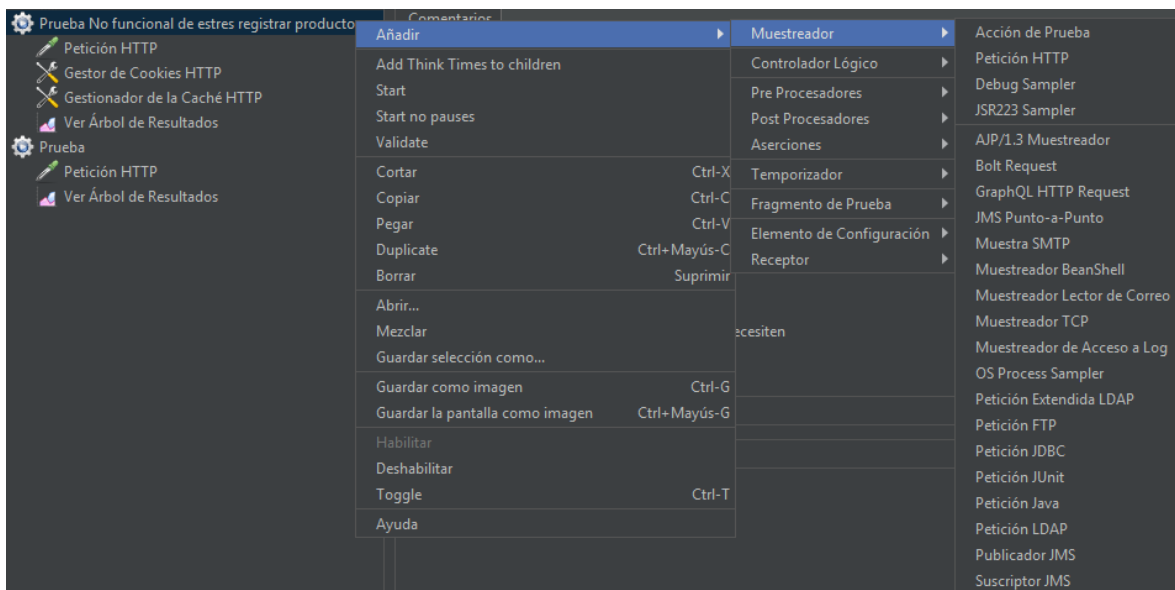 Prueba No funcional de estres registrar producto
Petición HTTP
Gestor de Cookies HTTP
Gestionador de la Caché HTTP
Ver Árbol de Resultados
Prueba
Petición HTTP
Ver Árbol de Resultados
Comentarios
Añadir
Add Think Times to children
Start
Start no pauses
Validate
Cortar Ctrl-X
Copiar Ctrl-C
Pegar Ctrl-V
Duplicate Ctrl+Mayús-C
Borrar Suprimir
Abrir...
Mezclar
Guardar selección como...
Guardar como imagen Ctrl-G
Guardar la pantalla como imagen Ctrl+Mayús-G
Habilitar
Deshabilitar
Toggle Ctrl-T
Ayuda
Muestreador
Controlador Lógico
Pre Procesadores
Post Procesadores
Aserciones
Temporizador
Fragmento de Prueba
Elemento de Configuración
Receptor
ecesiten
Acción de Prueba
Petición HTTP
Debug Sampler
JSR223 Sampler
AJP/1.3 Muestreador
Bolt Request
GraphQL HTTP Request
JMS Punto-a-Punto
Muestra SMTP
Muestreador BeanShell
Muestreador Lector de Correo
Muestreador TCP
Muestreador de Acceso a Log
OS Process Sampler
Petición Extendida LDAP
Petición FTP
Petición JDBC
Petición JUnit
Petición Java
Petición LDAP
Publicador JMS
Suscriptor JMS